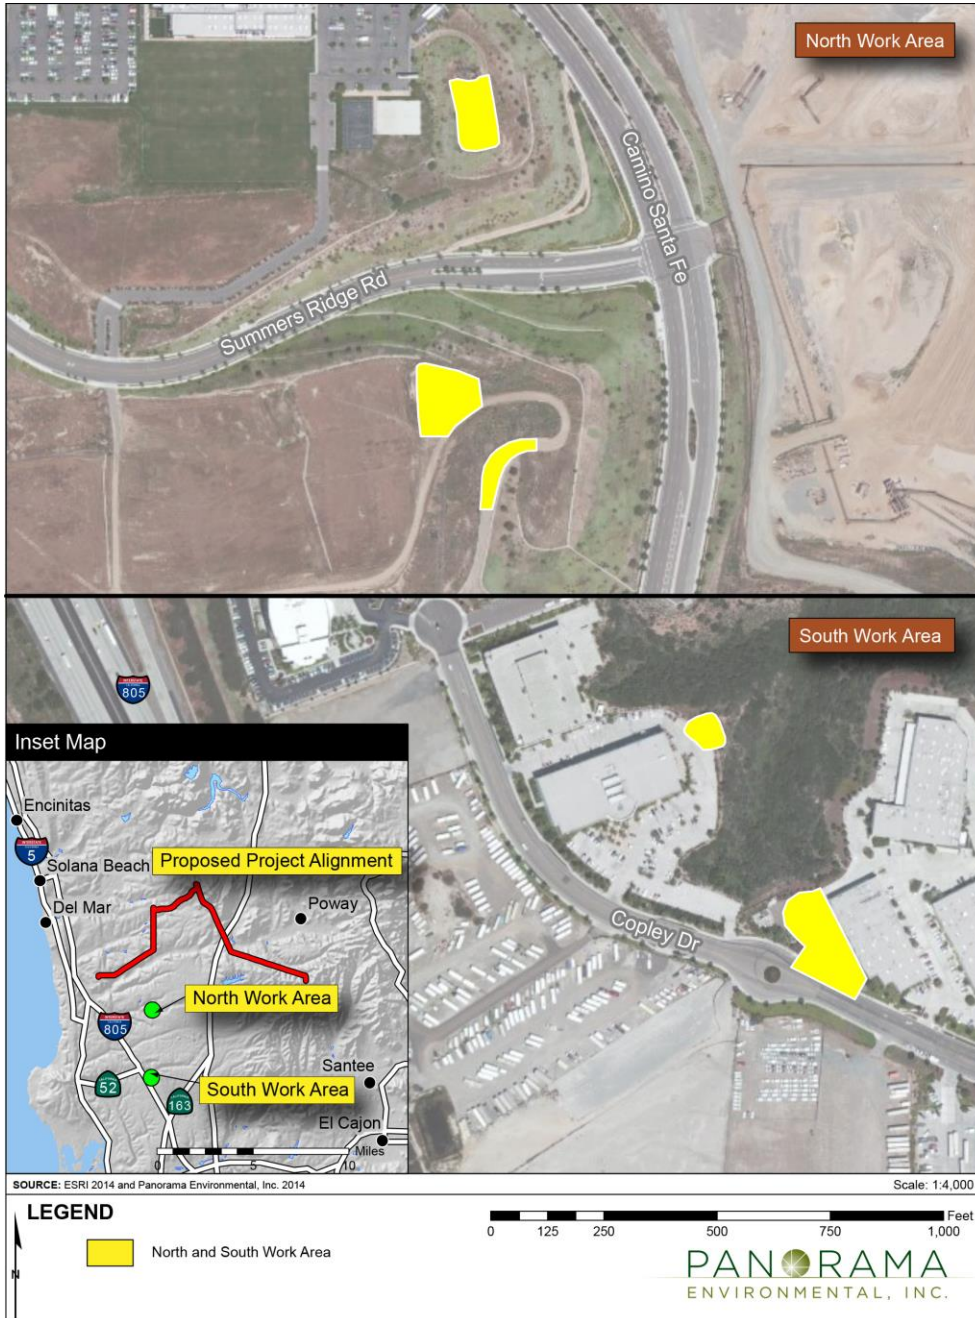 North Work Area
Camino Santa Fe
Summers Ridge Rd
South Work Area
INTERSTATE
805
Copley Dr
Inset Map
Encinitas
INTERSTATE
5
Solana Beach
Proposed Project Alignment
Del Mar
Poway
North Work Area
805
Santee
52
South Work Area
163
El Cajon
Miles
0 5 10
SOURCE: ESRI 2014 and Panorama Environmental, Inc. 2014
Scale: 1:4,000
LEGEND
North and South Work Area
N
Feet
0 125 250 500 750 1,000
PANORAMA
ENVIRONMENTAL, INC.